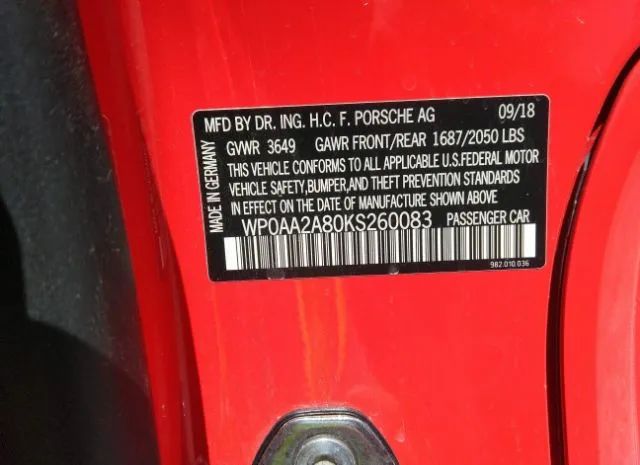 MFD BY DR. ING. H.C. F. PORSCHE AG 09/18
GVWR 3649 GAWR FRONT/REAR 1687/2050 LBS
THIS VEHICLE CONFORMS TO ALL APPLICABLE U.S.FEDERAL MOTOR
VEHICLE SAFETY,BUMPER,AND THEFT PREVENTION STANDARDS
IN EFFECT ON THE DATE OF MANUFACTURE SHOWN ABOVE.
WP0AA2A80KS260083 PASSENGER CAR
982.010.036
MADE IN GERMANY